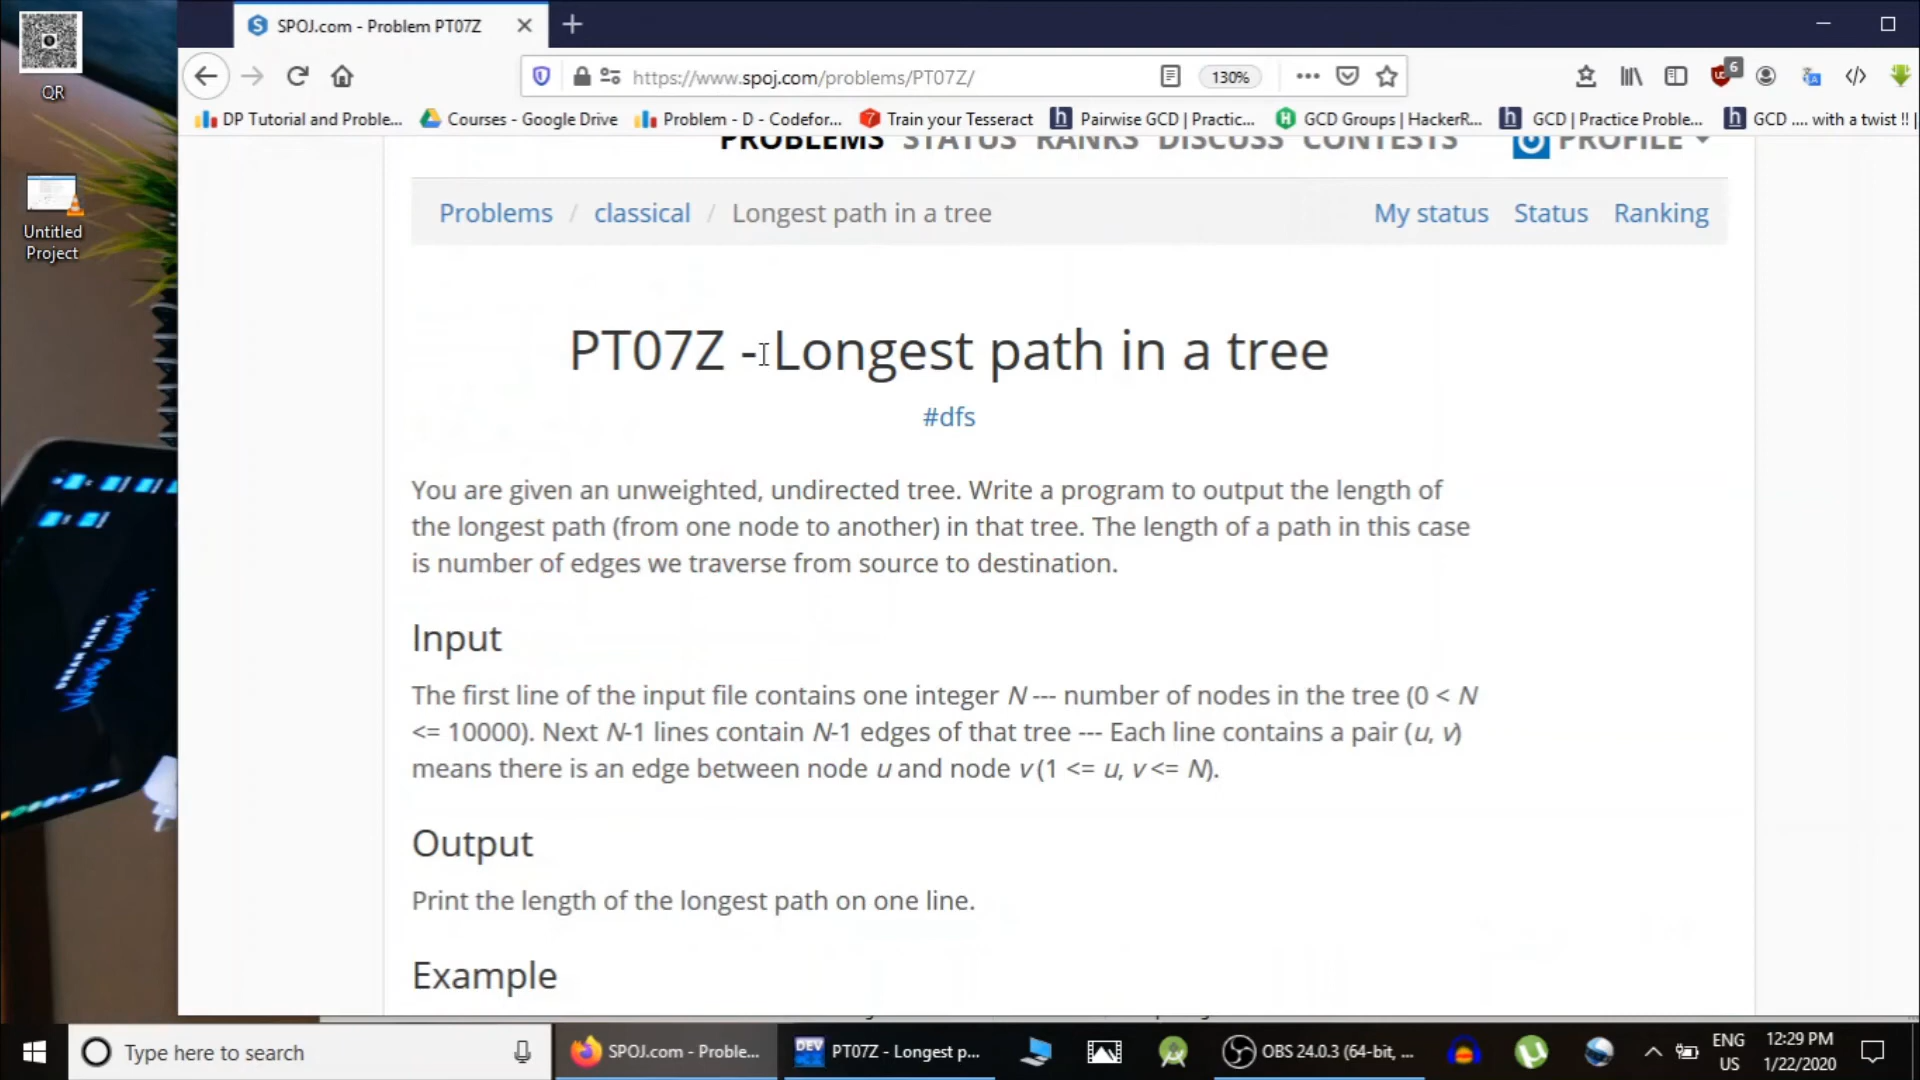 QR
Untitled
Project
SPOJ.com - Problem PT07Z
https://www.spoj.com/problems/PT07Z/
130%
6
DP Tutorial and Proble...
Courses - Google Drive
Problem - D - Codefor...
Train your Tesseract
Pairwise GCD | Practic...
GCD Groups | HackerR...
GCD | Practice Proble...
GCD .... with a twist !! |
PROBLEMS STATUS RANKS DISCUSS CONTESTS PROFILE
Problems / classical / Longest path in a tree
My status Status Ranking
PT07Z - Longest path in a tree
#dfs
You are given an unweighted, undirected tree. Write a program to output the length of
the longest path (from one node to another) in that tree. The length of a path in this case
is number of edges we traverse from source to destination.
Input
The first line of the input file contains one integer N --- number of nodes in the tree (0 < N
<= 10000). Next N-1 lines contain N-1 edges of that tree --- Each line contains a pair (u, v)
means there is an edge between node u and node v (1 <= u, v <= N).
Output
Print the length of the longest path on one line.
Example
Type here to search
SPOJ.com - Proble...
DEV
PT07Z - Longest p...
OBS 24.0.3 (64-bit, ...
ENG
US
12:29 PM
1/22/2020